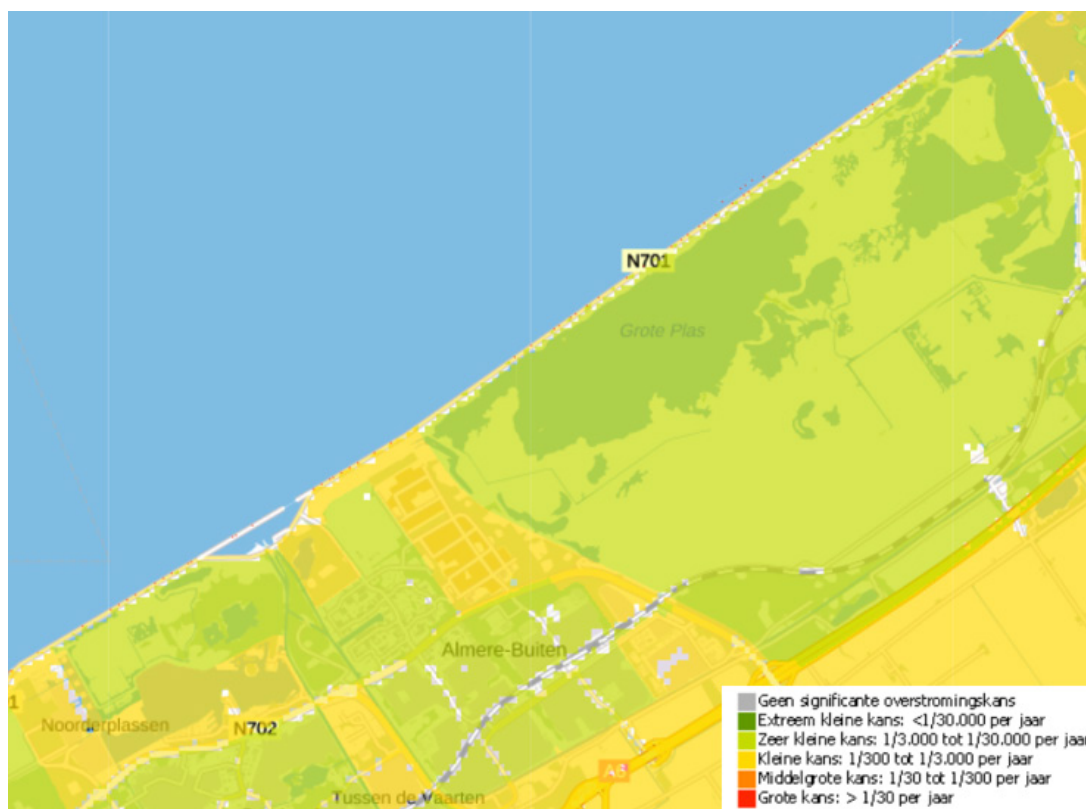 N701
Grote Plas
Almere-Buiten
1
Noorderplassen
N702
A6
Tussen de Vaarten
Geen significante overstromingskans
Extreem kleine kans: <1/30.000 per jaar
Zeer kleine kans: 1/3.000 tot 1/30.000 per jaar
Kleine kans: 1/300 tot 1/3.000 per jaar
Middelgrote kans: 1/30 tot 1/300 per jaar
Grote kans: > 1/30 per jaar